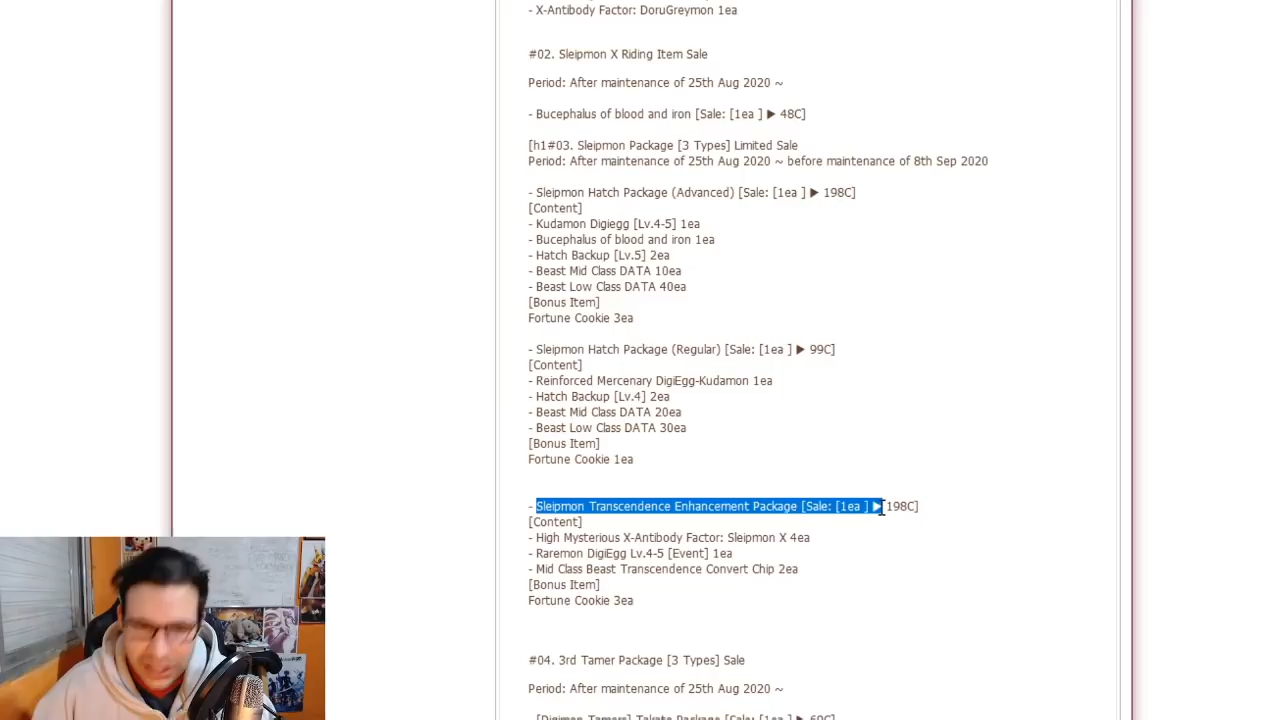 - X-Antibody Factor: DoruGreymon 1ea
#02. Sleipmon X Riding Item Sale
Period: After maintenance of 25th Aug 2020 ~
- Bucephalus of blood and iron [Sale: [1ea ] ▶ 48C]
[h1#03. Sleipmon Package [3 Types] Limited Sale
Period: After maintenance of 25th Aug 2020 ~ before maintenance of 8th Sep 2020
- Sleipmon Hatch Package (Advanced) [Sale: [1ea ] ▶ 198C]
[Content]
- Kudamon Digiegg [Lv.4-5] 1ea
- Bucephalus of blood and iron 1ea
- Hatch Backup [Lv.5] 2ea
- Beast Mid Class DATA 10ea
- Beast Low Class DATA 40ea
[Bonus Item]
Fortune Cookie 3ea
- Sleipmon Hatch Package (Regular) [Sale: [1ea ] ▶ 99C]
[Content]
- Reinforced Mercenary DigiEgg-Kudamon 1ea
- Hatch Backup [Lv.4] 2ea
- Beast Mid Class DATA 20ea
- Beast Low Class DATA 30ea
[Bonus Item]
Fortune Cookie 1ea
- Sleipmon Transcendence Enhancement Package [Sale: [1ea ] ▶ 198C]
[Content]
- High Mysterious X-Antibody Factor: Sleipmon X 4ea
- Raremon DigiEgg Lv.4-5 [Event] 1ea
- Mid Class Beast Transcendence Convert Chip 2ea
[Bonus Item]
Fortune Cookie 3ea
#04. 3rd Tamer Package [3 Types] Sale
Period: After maintenance of 25th Aug 2020 ~
- [Digimon Tamers] Takato Package [Sale: [1ea ] ▶ 69C]